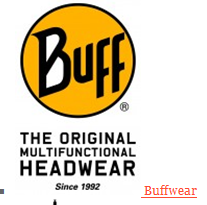 BUFF
®
THE ORIGINAL
MULTIFUNCTIONAL
HEADWEAR
Since 1992
Buffwear